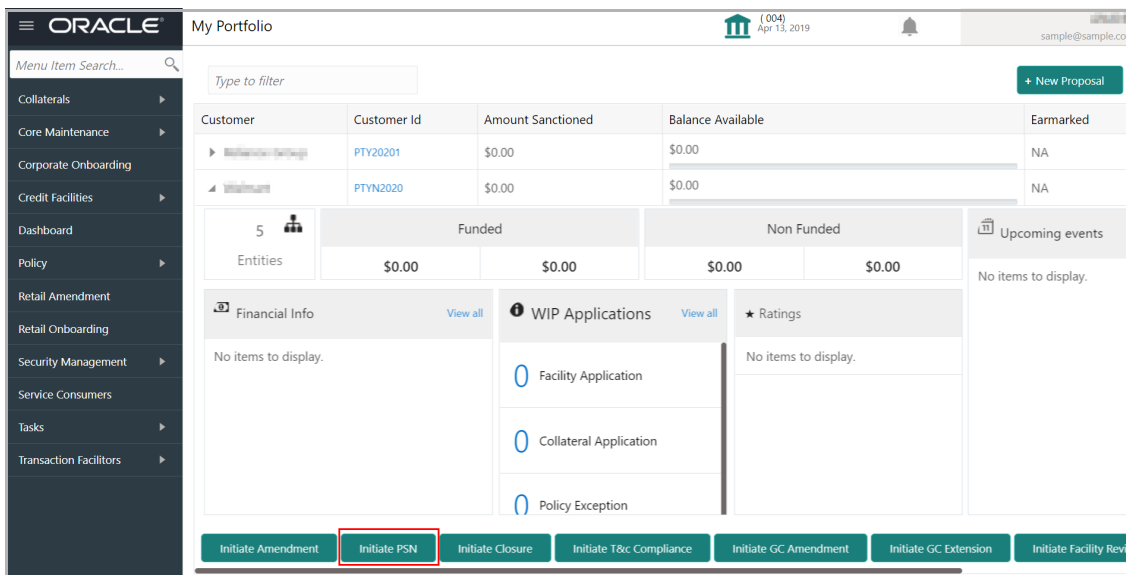 ORACLE
My Portfolio
( 004)
Apr 13, 2019
sample@sample.co
Menu Item Search...
Collaterals
Core Maintenance
Corporate Onboarding
Credit Facilities
Dashboard
Policy
Retail Amendment
Retail Onboarding
Security Management
Service Consumers
Tasks
Transaction Facilitors
Type to filter
+ New Proposal
Customer Customer Id Amount Sanctioned Balance Available Earmarked
PTY20201 $0.00 $0.00 NA
PTYN2020 $0.00 $0.00 NA
5
Entities
Funded
$0.00 $0.00
Non Funded
$0.00 $0.00
11 Upcoming events
No items to display.
Financial Info View all
No items to display.
WIP Applications View all
0 Facility Application
0 Collateral Application
0 Policy Exception
★ Ratings
No items to display.
Initiate Amendment Initiate PSN Initiate Closure Initiate T&c Compliance Initiate GC Amendment Initiate GC Extension Initiate Facility Revi